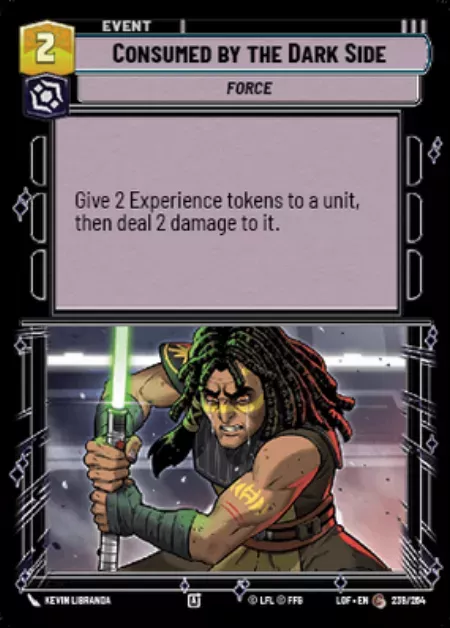 EVENT
2
CONSUMED BY THE DARK SIDE
FORCE
Give 2 Experience tokens to a unit,
then deal 2 damage to it.
KEVIN LIBRANDA
A
© LFL © FFG
LOF • EN
239/264